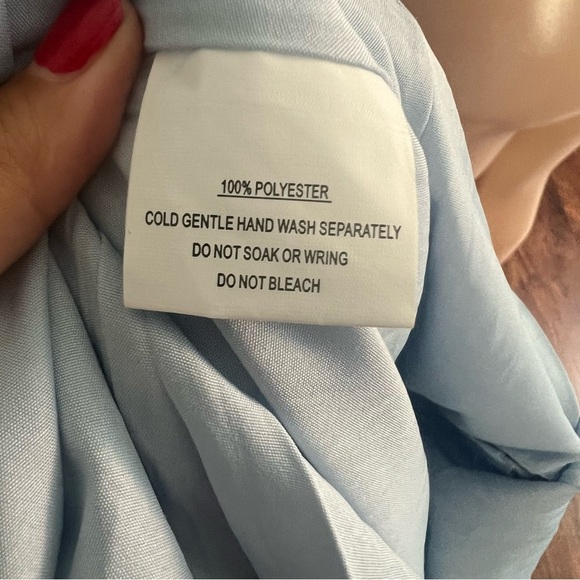 100% POLYESTER
COLD GENTLE HAND WASH SEPARATELY
DO NOT SOAK OR WRING
DO NOT BLEACH